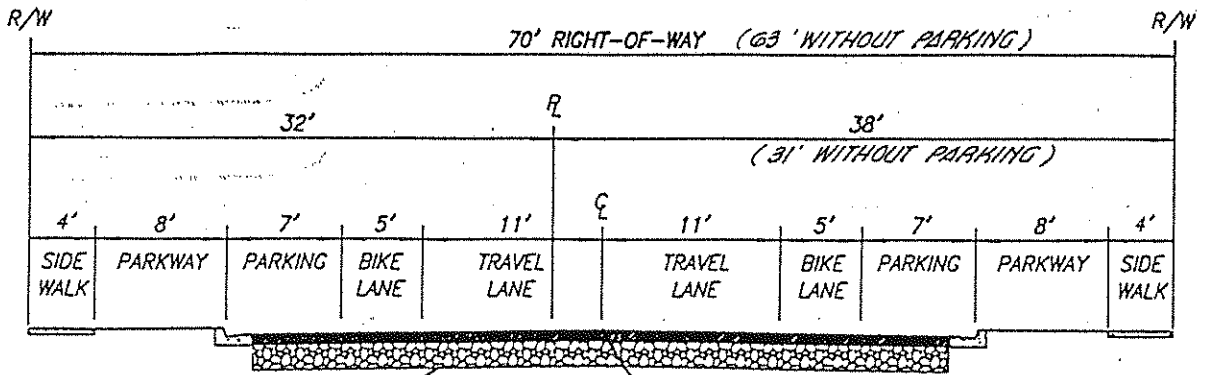 R/W R/W
70' RIGHT-OF-WAY (63' WITHOUT PARKING)
32' ℞ 38'
(31' WITHOUT PARKING)
4' 8' 7' 5' 11' ℄ 11' 5' 7' 8' 4'
SIDE PARKWAY PARKING BIKE TRAVEL TRAVEL BIKE PARKING PARKWAY SIDE
WALK LANE LANE LANE LANE WALK